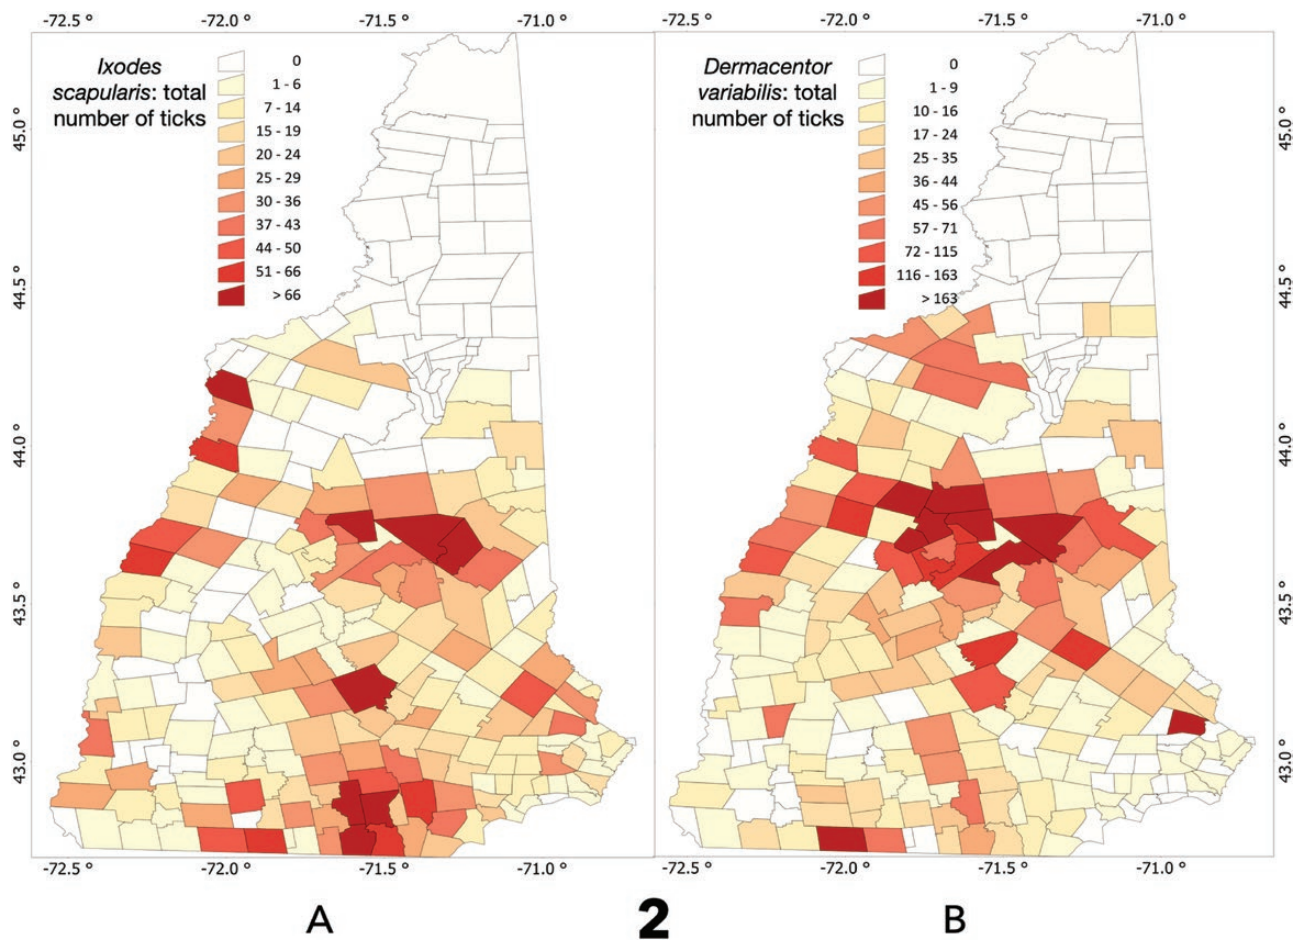 -72.5 ° -72.0 ° -71.5 ° -71.0 ° -72.5 ° -72.0 ° -71.5 ° -71.0 °
Ixodes
scapularis: total
number of ticks
0
1 - 6
7 - 14
15 - 19
20 - 24
25 - 29
30 - 36
37 - 43
44 - 50
51 - 66
> 66
Dermacentor
variabilis: total
number of ticks
0
1 - 9
10 - 16
17 - 24
25 - 35
36 - 44
45 - 56
57 - 71
72 - 115
116 - 163
> 163
45.0 °
44.5 °
44.0 °
43.5 °
43.0 °
45.0 °
44.5 °
44.0 °
43.5 °
43.0 °
-72.5 ° -72.0 ° -71.5 ° -71.0 ° -72.5 ° -72.0 ° -71.5 ° -71.0 °
A 2 B